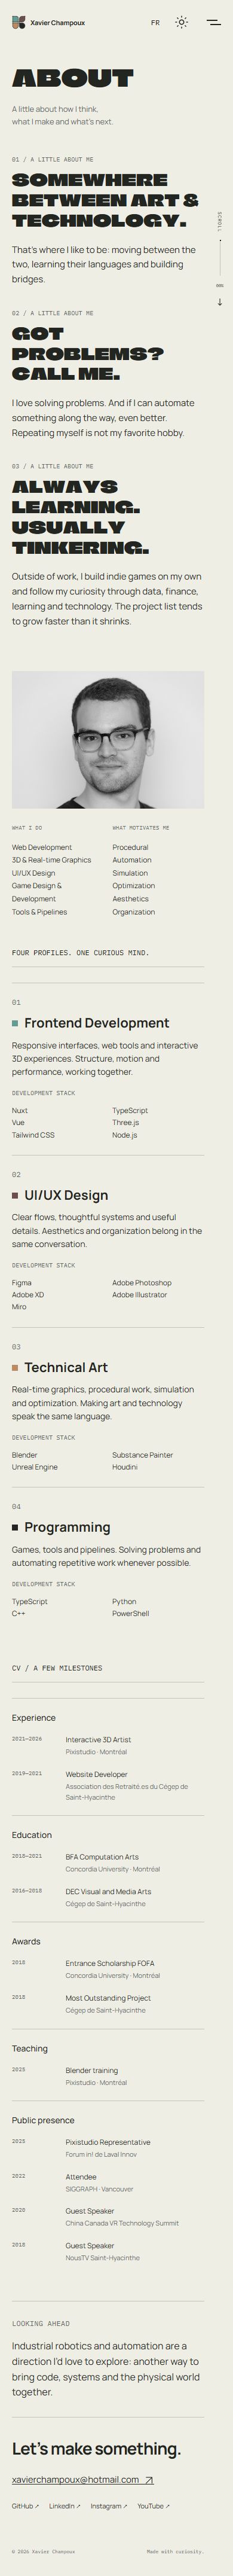 Xavier Champoux
FR
ABOUT
A little about how I think,
what I make and what's next.
SCROLL
01 / A LITTLE ABOUT ME
SOMEWHERE
BETWEEN ART &
TECHNOLOGY.
That's where I like to be: moving between the
two, learning their languages and building
bridges.
02 / A LITTLE ABOUT ME
GOT
PROBLEMS?
CALL ME.
I love solving problems. And if I can automate
something along the way, even better.
Repeating myself is not my favorite hobby.
03 / A LITTLE ABOUT ME
ALWAYS
LEARNING.
USUALLY
TINKERING.
Outside of work, I build indie games on my own
and follow my curiosity through data, finance,
learning and technology. The project list tends
to grow faster than it shrinks.
WHAT I DO
Web Development
3D & Real-time Graphics
UI/UX Design
Game Design &
Development
Tools & Pipelines
WHAT MOTIVATES ME
Procedural
Automation
Simulation
Optimization
Aesthetics
Organization
FOUR PROFILES. ONE CURIOUS MIND.
01
Frontend Development
Responsive interfaces, web tools and interactive
3D experiences. Structure, motion and
performance, working together.
DEVELOPMENT STACK
Nuxt
TypeScript
Vue
Three.js
Tailwind CSS
Node.js
02
UI/UX Design
Clear flows, thoughtful systems and useful
details. Aesthetics and organization belong in the
same conversation.
DEVELOPMENT STACK
Figma
Adobe Photoshop
Adobe XD
Adobe Illustrator
Miro
03
Technical Art
Real-time graphics, procedural work, simulation
and optimization. Making art and technology
speak the same language.
DEVELOPMENT STACK
Blender
Substance Painter
Unreal Engine
Houdini
04
Programming
Games, tools and pipelines. Solving problems and
automating repetitive work whenever possible.
DEVELOPMENT STACK
TypeScript
Python
C++
PowerShell
CV / A FEW MILESTONES
Experience
2021—2026
Interactive 3D Artist
Pixistudio · Montréal
2019—2021
Website Developer
Association des Retraité.es du Cégep de
Saint-Hyacinthe
Education
2018—2021
BFA Computation Arts
Concordia University · Montréal
2016—2018
DEC Visual and Media Arts
Cégep de Saint-Hyacinthe
Awards
2018
Entrance Scholarship FOFA
Concordia University · Montréal
2018
Most Outstanding Project
Cégep de Saint-Hyacinthe
Teaching
2025
Blender training
Pixistudio · Montréal
Public presence
2025
Pixistudio Representative
Forum in! de Laval Innov
2022
Attendee
SIGGRAPH · Vancouver
2020
Guest Speaker
China Canada VR Technology Summit
2018
Guest Speaker
NousTV Saint-Hyacinthe
LOOKING AHEAD
Industrial robotics and automation are a
direction I'd love to explore: another way to
bring code, systems and the physical world
together.
Let's make something.
xavierchampoux@hotmail.com
GitHub ↗ LinkedIn ↗ Instagram ↗ YouTube ↗
© 2026 Xavier Champoux
Made with curiosity.